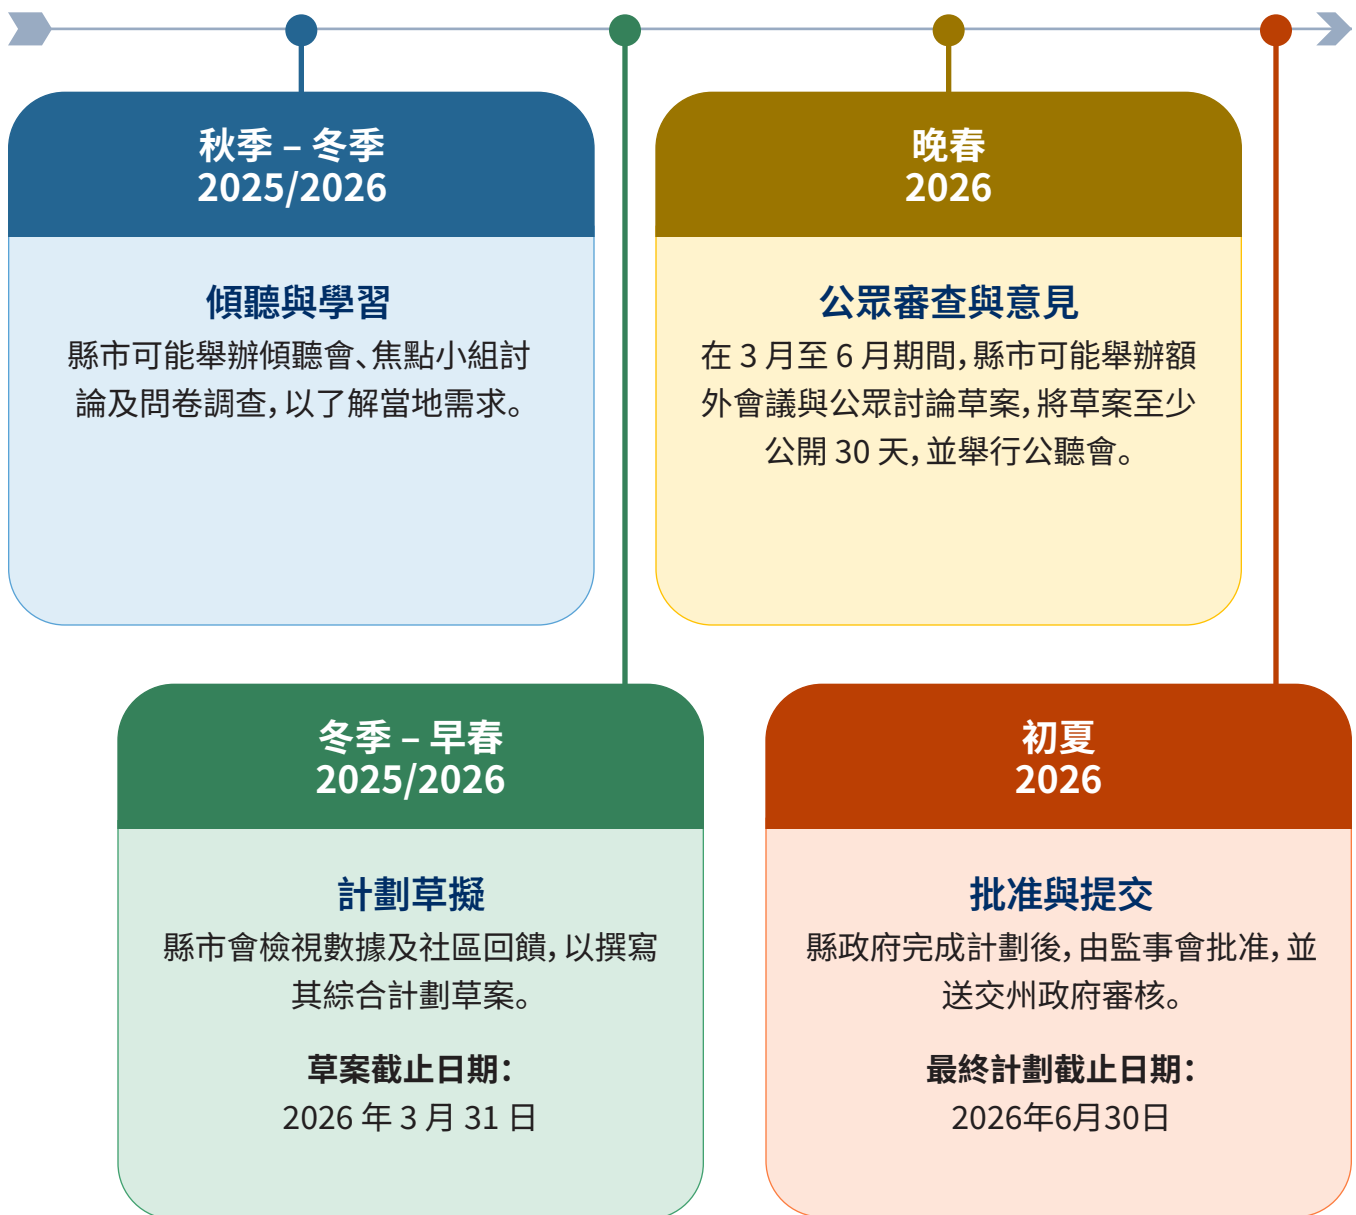 秋季 – 冬季
2025/2026
傾聽與學習
縣市可能舉辦傾聽會、焦點小組討
論及問卷調查，以了解當地需求。
冬季 – 早春
2025/2026
計劃草擬
縣市會檢視數據及社區回饋，以撰寫
其綜合計劃草案。
草案截止日期：
2026 年 3 月 31 日
晚春
2026
公眾審查與意見
在 3 月至 6 月期間，縣市可能舉辦額
外會議與公眾討論草案，將草案至少
公開 30 天，並舉行公聽會。
初夏
2026
批准與提交
縣政府完成計劃後，由監事會批准，並
送交州政府審核。
最終計劃截止日期：
2026年6月30日